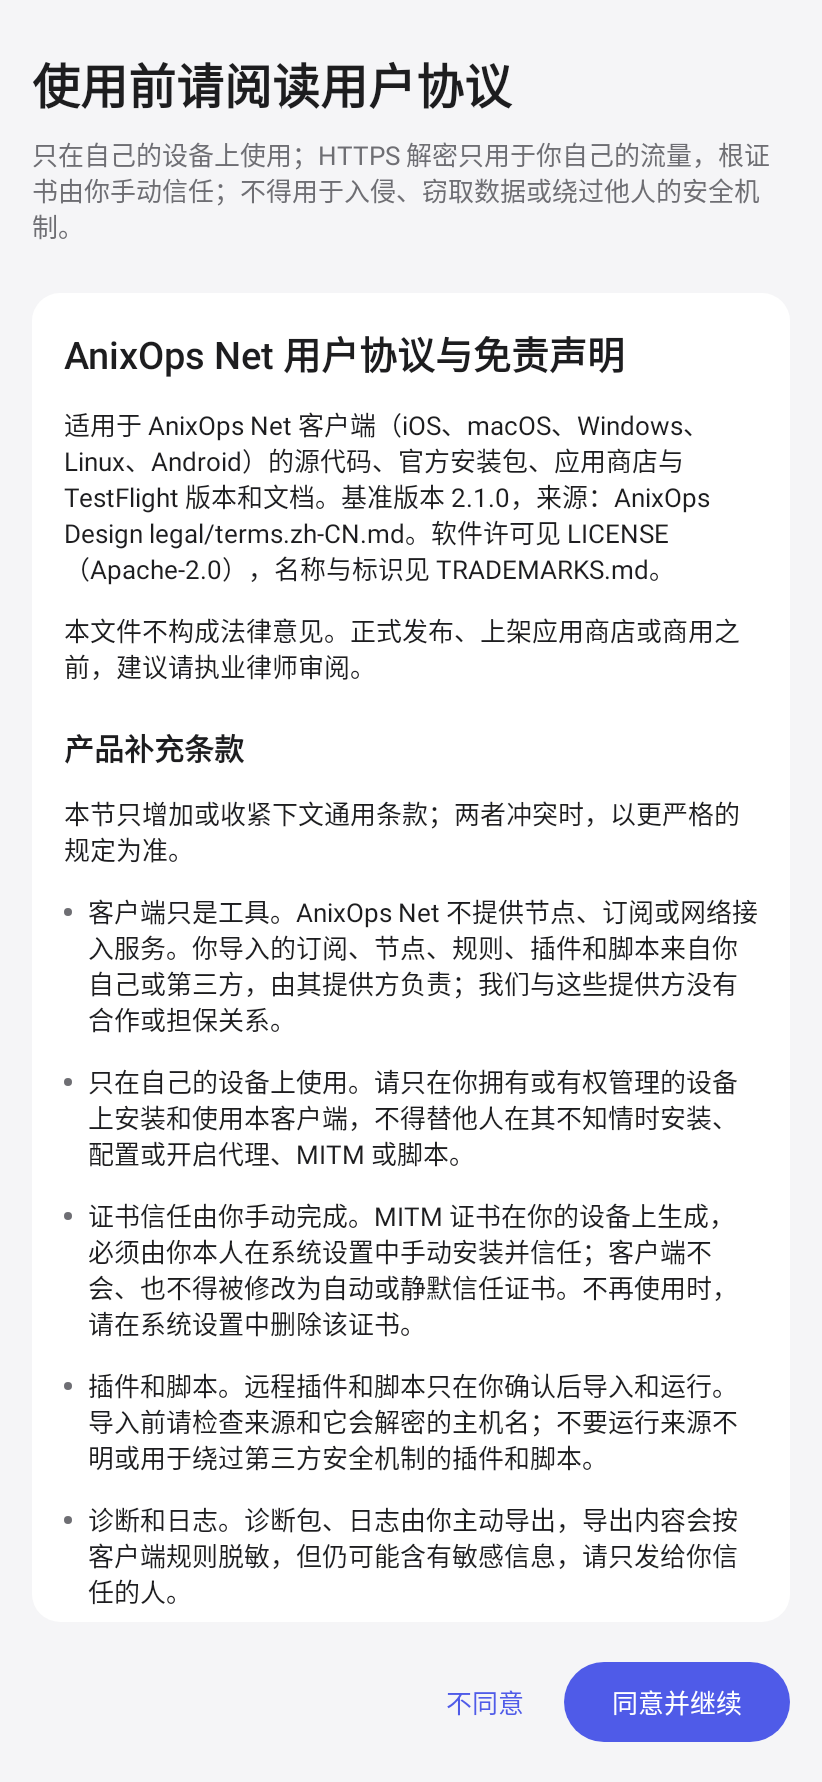 使用前请阅读用户协议
只在自己的设备上使用；HTTPS 解密只用于你自己的流量，根证
书由你手动信任；不得用于入侵、窃取数据或绕过他人的安全机
制。
AnixOps Net 用户协议与免责声明
适用于 AnixOps Net 客户端（iOS、macOS、Windows、
Linux、Android）的源代码、官方安装包、应用商店与
TestFlight 版本和文档。基准版本 2.1.0，来源：AnixOps
Design legal/terms.zh-CN.md。软件许可见 LICENSE
（Apache-2.0），名称与标识见 TRADEMARKS.md。
本文件不构成法律意见。正式发布、上架应用商店或商用之
前，建议请执业律师审阅。
产品补充条款
本节只增加或收紧下文通用条款；两者冲突时，以更严格的
规定为准。
• 客户端只是工具。AnixOps Net 不提供节点、订阅或网络接
入服务。你导入的订阅、节点、规则、插件和脚本来自你
自己或第三方，由其提供方负责；我们与这些提供方没有
合作或担保关系。
• 只在自己的设备上使用。请只在你拥有或有权管理的设备
上安装和使用本客户端，不得替他人在其不知情时安装、
配置或开启代理、MITM 或脚本。
• 证书信任由你手动完成。MITM 证书在你的设备上生成，
必须由你本人在系统设置中手动安装并信任；客户端不
会、也不得被修改为自动或静默信任证书。不再使用时，
请在系统设置中删除该证书。
• 插件和脚本。远程插件和脚本只在你确认后导入和运行。
导入前请检查来源和它会解密的主机名；不要运行来源不
明或用于绕过第三方安全机制的插件和脚本。
• 诊断和日志。诊断包、日志由你主动导出，导出内容会按
客户端规则脱敏，但仍可能含有敏感信息，请只发给你信
任的人。
不同意
同意并继续